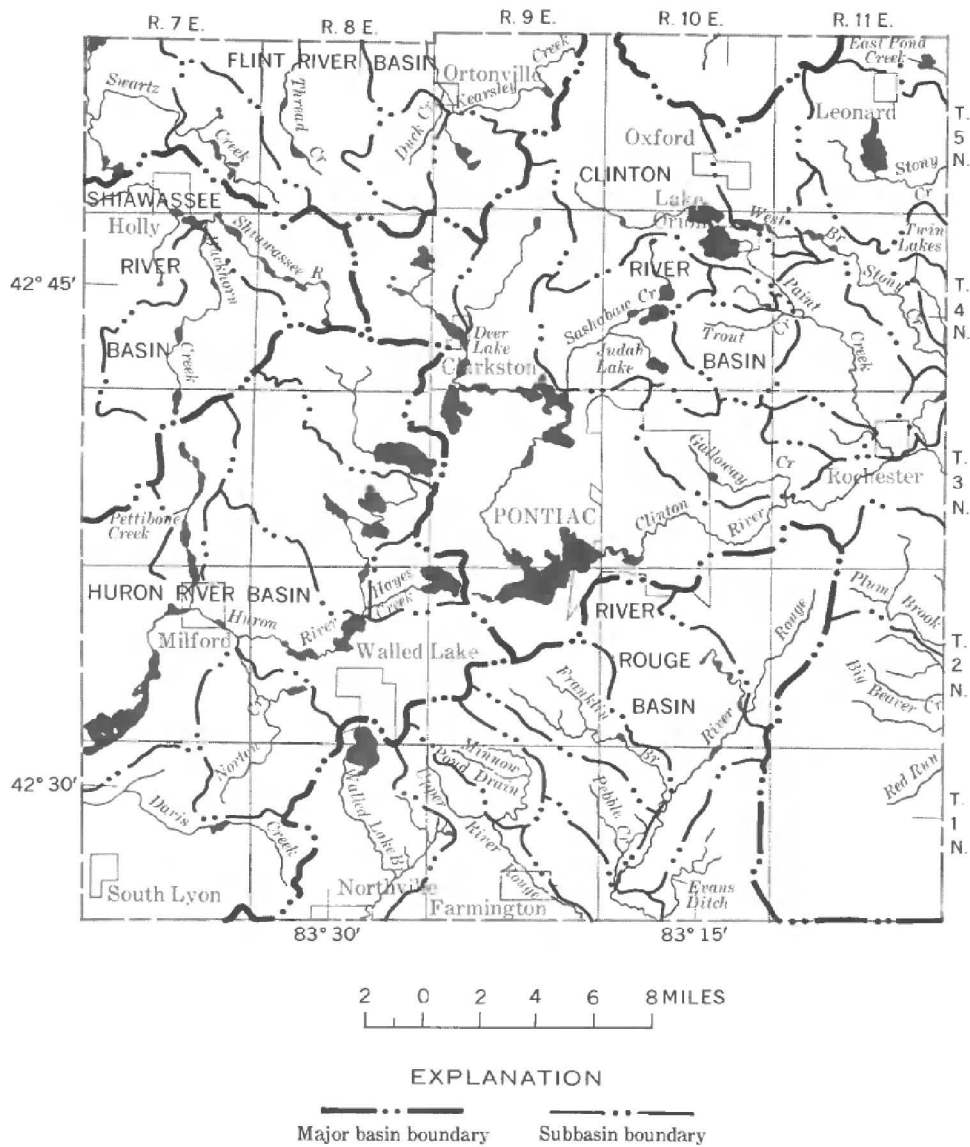 R. 7 E.
R. 8 E.
R. 9 E.
R. 10 E.
R. 11 E.
FLINT RIVER BASIN
Swartz
Creek
Thread
Cr
Ortonville
Duck Cr
Kearsley
Creek
East Pond
Creek
Leonard
T.
5
N.
Oxford
Stony
Cr
CLINTON
SHIAWASSEE
Holly
Shiawassee R
Lake
Orion
West
Br
Twin
Lakes
42° 45′
RIVER
Buckhorn
Creek
RIVER
Sashabaw Cr
Paint
Creek
Stony
Cr
T.
4
N.
BASIN
Deer
Lake
Trout
Cr
Judah
Lake
BASIN
Clarkston
Galloway
Cr
Rochester
T.
3
N.
Pettibone
Creek
PONTIAC
Clinton
River
HURON RIVER BASIN
Hayes
Creek
RIVER
Rouge
Plum
Brook
Milford
Huron
River
Walled Lake
ROUGE
T.
2
N.
Franklin
Br
BASIN
River
Big Beaver Cr
Norton
Cr
42° 30′
Minnow
Pond Drain
Red Run
Davis
Creek
Walled Lake Br
Upper
River
Rouge
Pebble Cr
T.
1
N.
South Lyon
Northville
Farmington
Evans
Ditch
83° 30′
83° 15′
2 0 2 4 6 8 MILES
EXPLANATION
Major basin boundary
Subbasin boundary